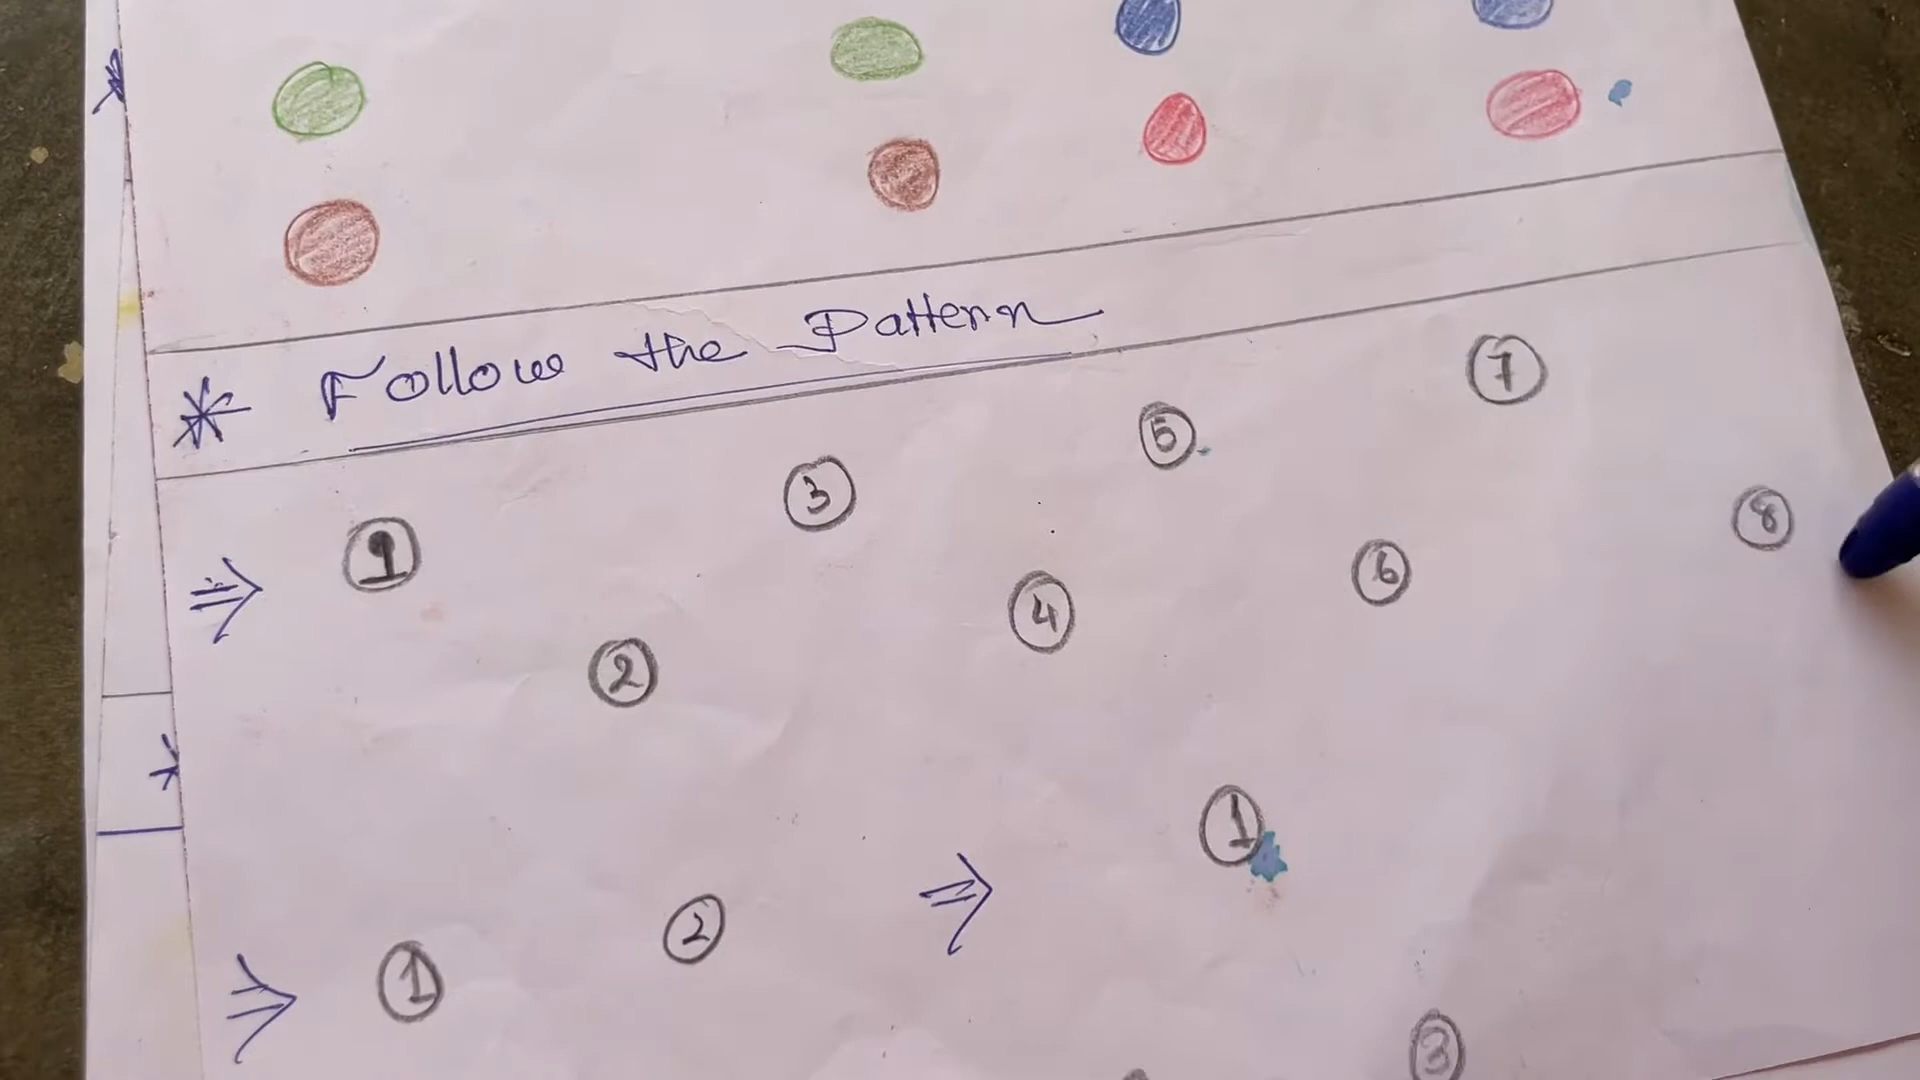 * Follow the Pattern
⇒ 1 2 3 4 5 6 7 8
⇒ 1 2
⇒ 1 3